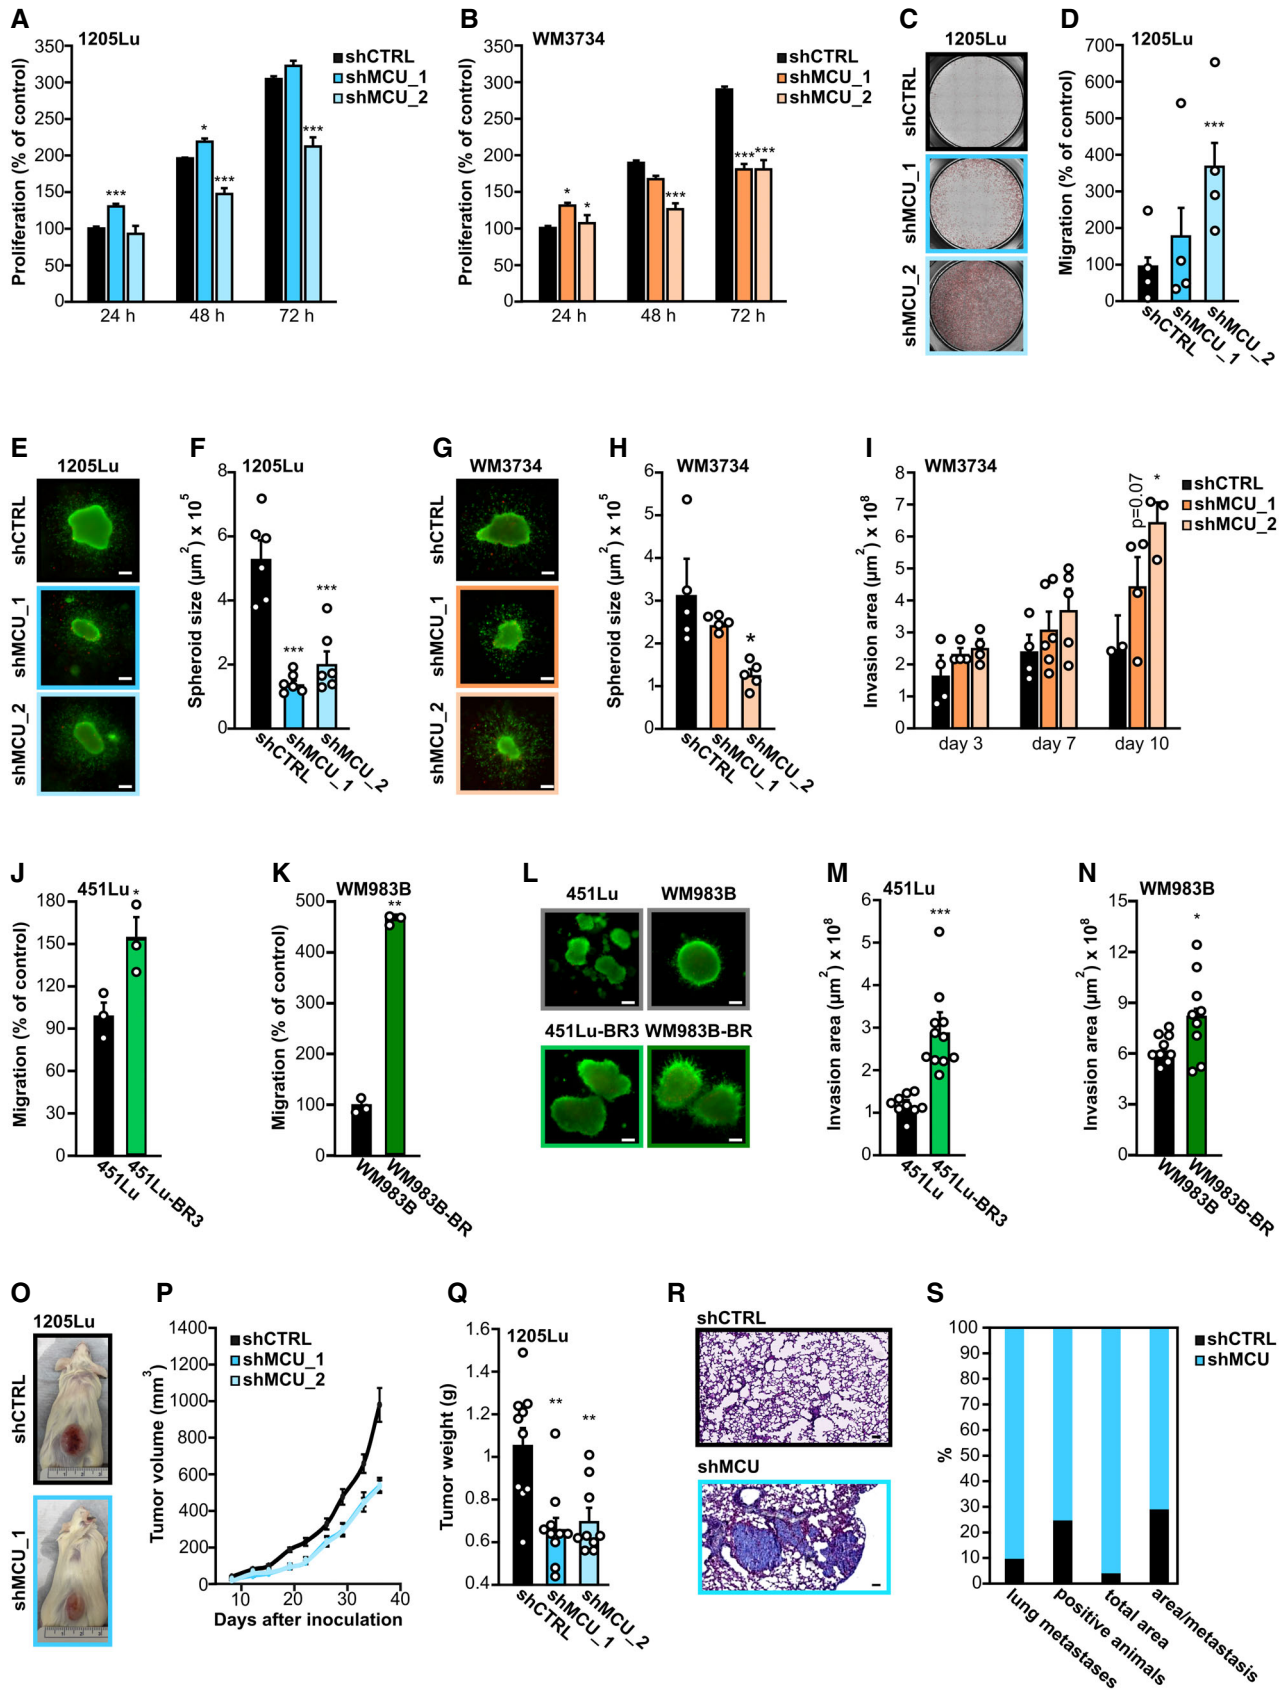 A
1205Lu
Proliferation (% of control)
350
300
250
200
150
100
50
0
*** * *** ***
24 h 48 h 72 h
shCTRL
shMCU_1
shMCU_2
B
WM3734
Proliferation (% of control)
350
300
250
200
150
100
50
0
* * *** *** ***
24 h 48 h 72 h
shCTRL
shMCU_1
shMCU_2
C
1205Lu
shCTRL
shMCU_1
shMCU_2
D
1205Lu
Migration (% of control)
700
600
500
400
300
200
100
0
***
shCTRL
shMCU_1
shMCU_2
E
1205Lu
shCTRL
shMCU_1
shMCU_2
F
1205Lu
Spheroid size (µm2) x 105
8
6
4
2
0
*** ***
shCTRL
shMCU_1
shMCU_2
G
WM3734
shCTRL
shMCU_1
shMCU_2
H
WM3734
Spheroid size (µm2) x 105
6
5
4
3
2
1
0
*
shCTRL
shMCU_1
shMCU_2
I
WM3734
Invasion area (µm2) x 108
8
7
6
5
4
3
2
1
0
p=0.07 *
day 3 day 7 day 10
shCTRL
shMCU_1
shMCU_2
J
451Lu
Migration (% of control)
180
150
120
90
60
30
0
*
451Lu
451Lu-BR3
K
WM983B
Migration (% of control)
500
400
300
200
100
0
**
WM983B
WM983B-BR
L
451Lu WM983B
451Lu-BR3 WM983B-BR
M
451Lu
Invasion area (µm2) x 108
6
5
4
3
2
1
0
***
451Lu
451Lu-BR3
N
WM983B
Invasion area (µm2) x 108
15
12
9
6
3
0
*
WM983B
WM983B-BR
O
1205Lu
shCTRL
shMCU_1
P
Tumor volume (mm3)
1400
1200
1000
800
600
400
200
0
10 20 30 40
Days after inoculation
shCTRL
shMCU_1
shMCU_2
Q
1205Lu
Tumor weight (g)
1.6
1.4
1.2
1
0.8
0.6
0.4
** **
shCTRL
shMCU_1
shMCU_2
R
shCTRL
shMCU
S
%
100
90
80
70
60
50
40
30
20
10
0
lung metastases
positive animals
total area
area/metastasis
shCTRL
shMCU